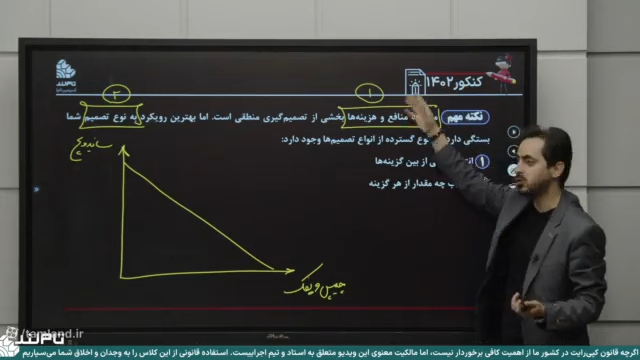 کنکور ۱۴۰۲
تاملند
۱
۲
نکته مهم
منافع و هزینه‌ها بخشی از تصمیم‌گیری منطقی است. اما بهترین رویکرد به نوع تصمیم شما
بستگی دارد. نوع گسترده از انواع تصمیم‌ها وجود دارد:
۱ از بین گزینه‌ها
چه مقدار از هر گزینه
ساندویچ
چیپس و پفک
tamland.ir
تاملند
اگرچه قانون کپی‌رایت در کشور ما از اهمیت کافی برخوردار نیست، اما مالکیت معنوی این ویدیو متعلق به استاد و تیم اجراییست. استفاده قانونی از این کلاس را به وجدان و اخلاق شما می‌سپاریم